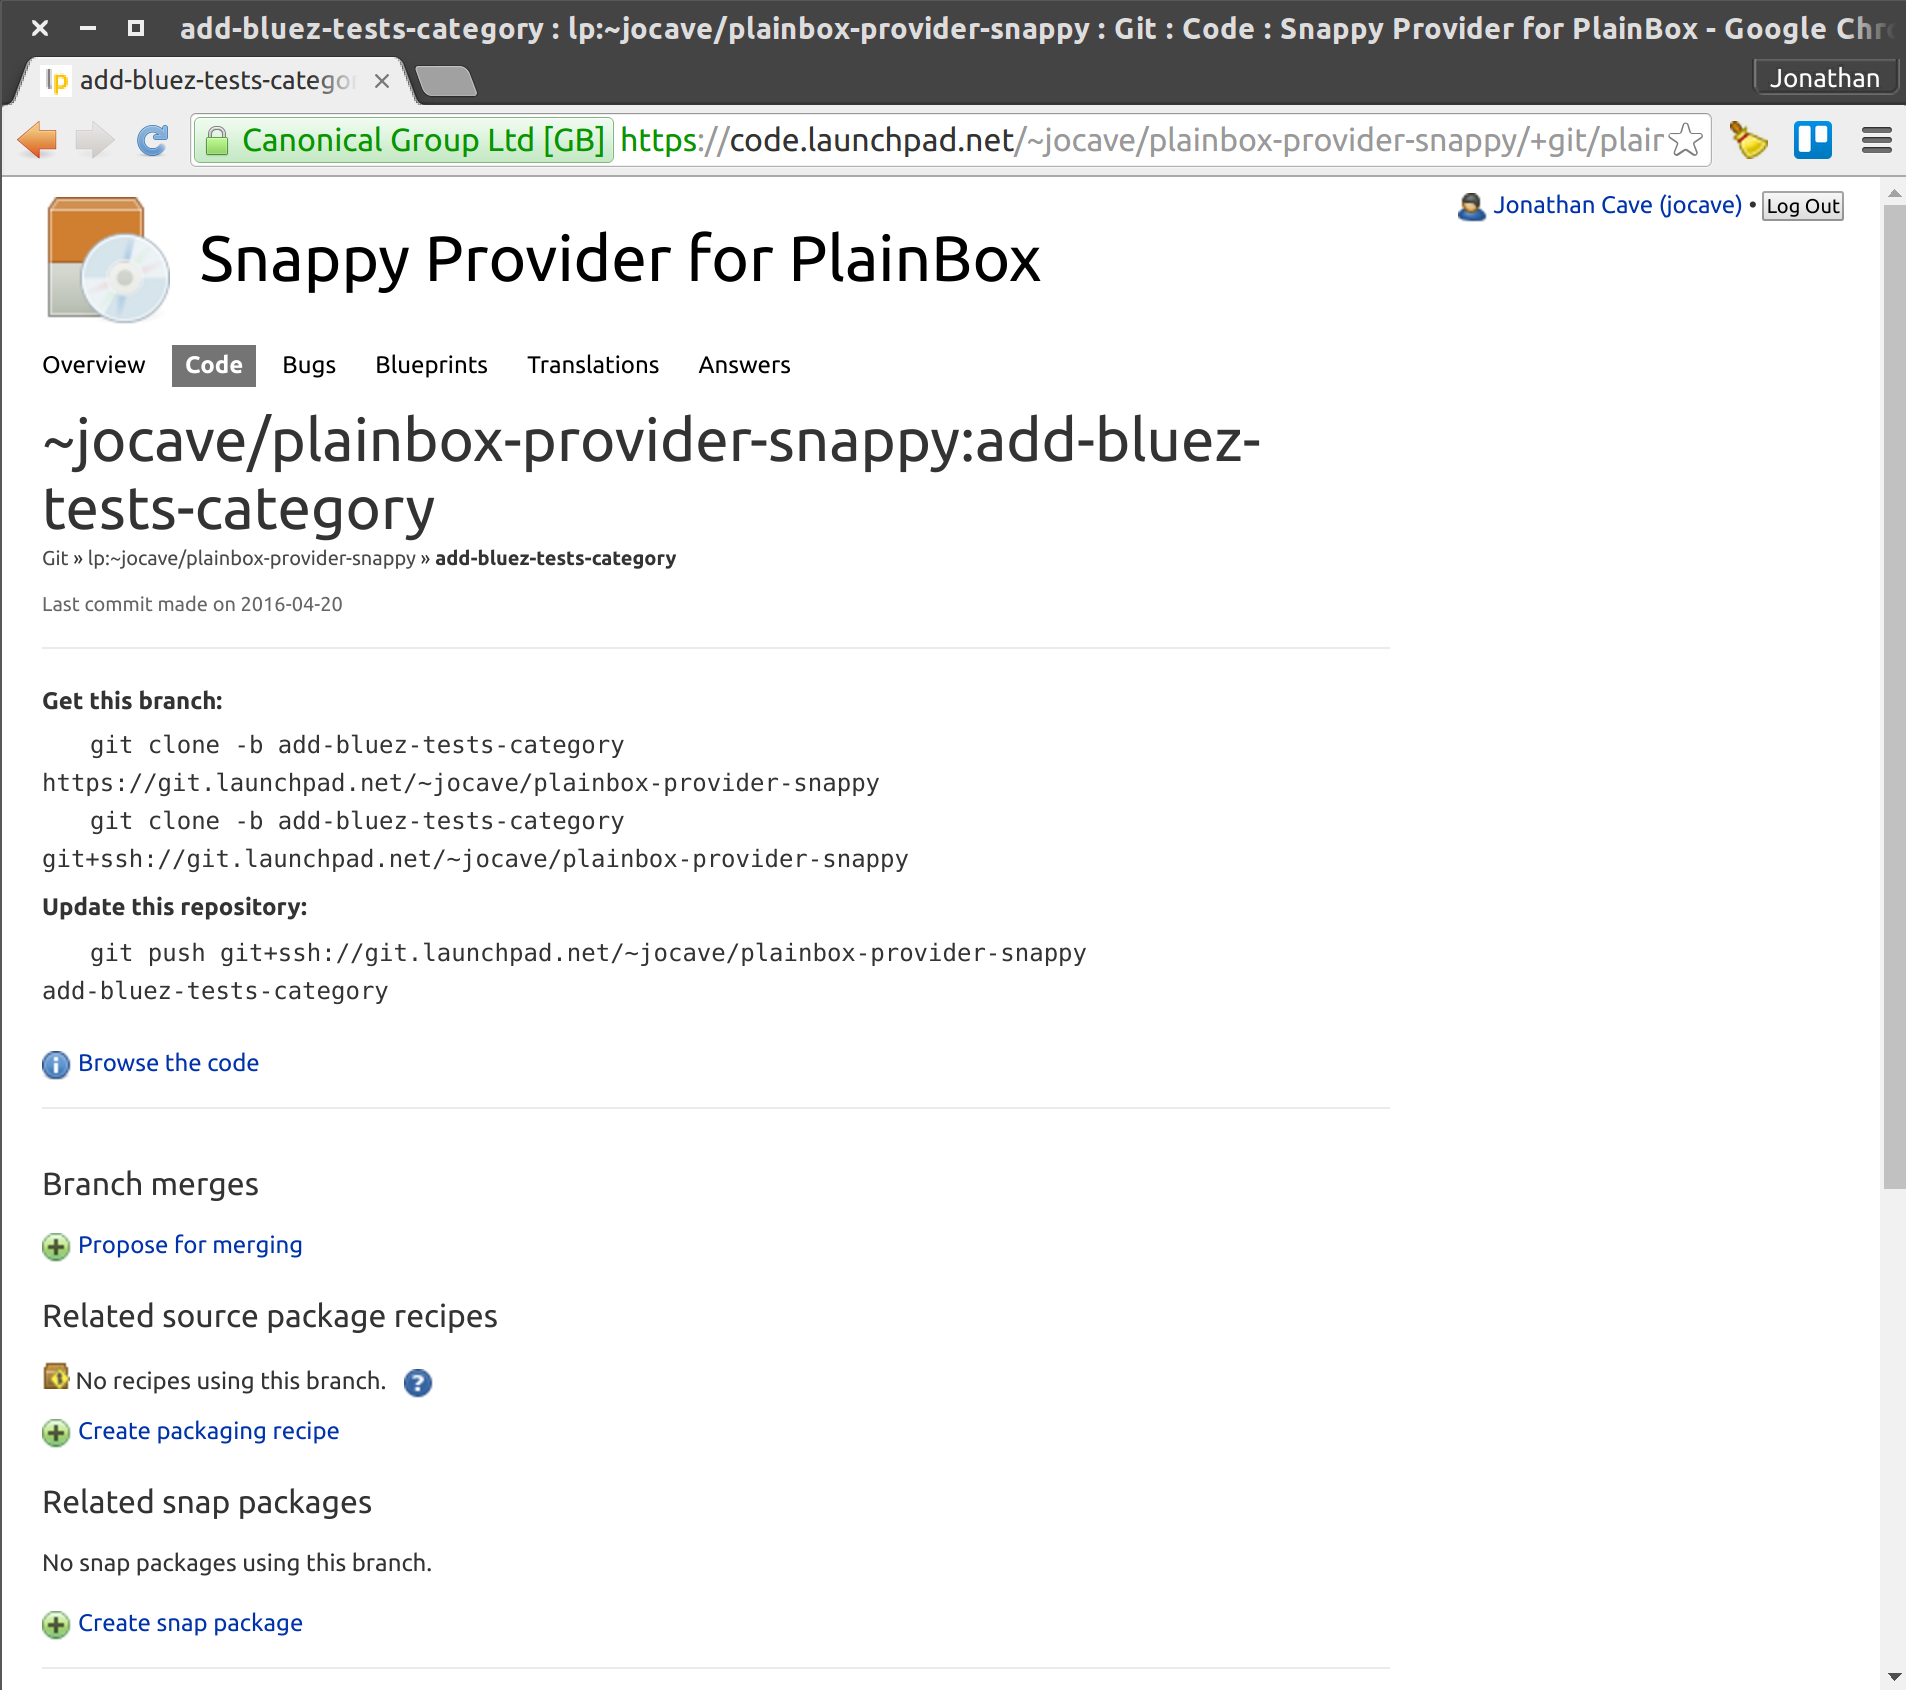 add-bluez-tests-category : lp:~jocave/plainbox-provider-snappy : Git : Code : Snappy Provider for PlainBox - Google Chr
lp add-bluez-tests-categor
Jonathan
Canonical Group Ltd [GB] https://code.launchpad.net/~jocave/plainbox-provider-snappy/+git/plair
Jonathan Cave (jocave) • Log Out
Snappy Provider for PlainBox
Overview Code Bugs Blueprints Translations Answers
~jocave/plainbox-provider-snappy:add-bluez-
tests-category
Git » lp:~jocave/plainbox-provider-snappy » add-bluez-tests-category
Last commit made on 2016-04-20
Get this branch:
git clone -b add-bluez-tests-category
https://git.launchpad.net/~jocave/plainbox-provider-snappy
git clone -b add-bluez-tests-category
git+ssh://git.launchpad.net/~jocave/plainbox-provider-snappy
Update this repository:
git push git+ssh://git.launchpad.net/~jocave/plainbox-provider-snappy
add-bluez-tests-category
Browse the code
Branch merges
Propose for merging
Related source package recipes
No recipes using this branch.
Create packaging recipe
Related snap packages
No snap packages using this branch.
Create snap package